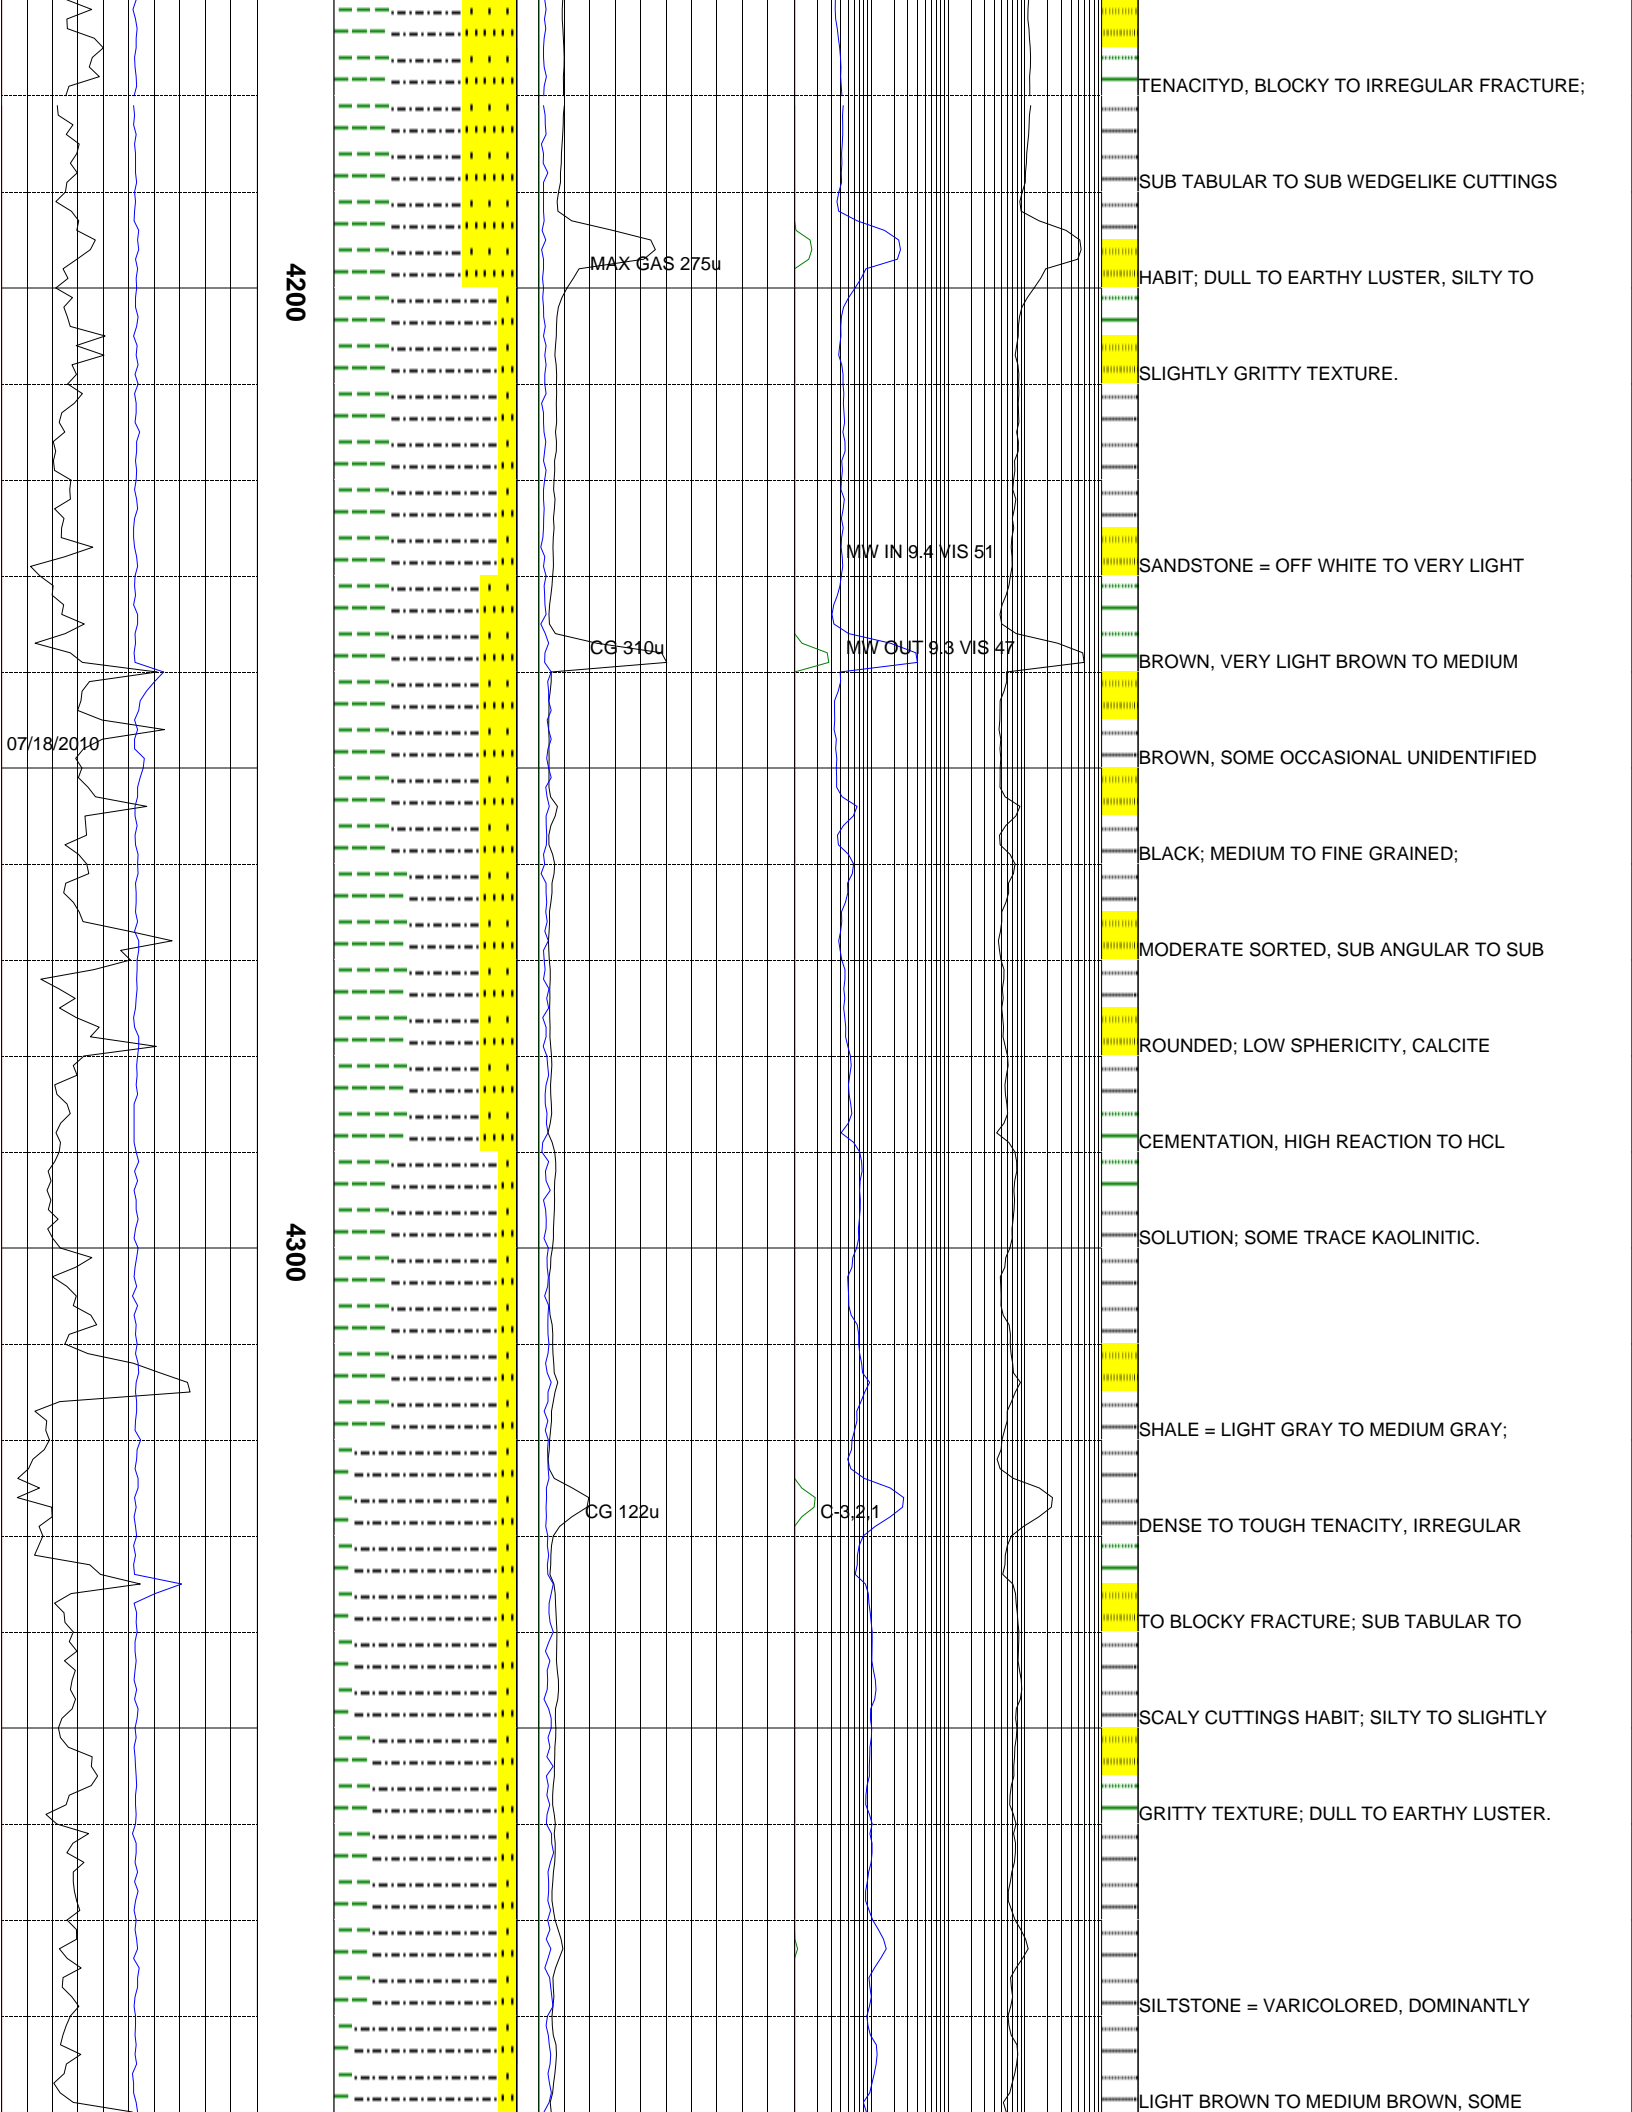 TENACITYD, BLOCKY TO IRREGULAR FRACTURE;
SUB TABULAR TO SUB WEDGELIKE CUTTINGS
MAX GAS 275u
4200
HABIT; DULL TO EARTHY LUSTER, SILTY TO
SLIGHTLY GRITTY TEXTURE.
MW IN 9.4 VIS 51
SANDSTONE = OFF WHITE TO VERY LIGHT
CG 310u
MW OUT 9.3 VIS 47
BROWN, VERY LIGHT BROWN TO MEDIUM
07/18/2010
BROWN, SOME OCCASIONAL UNIDENTIFIED
BLACK; MEDIUM TO FINE GRAINED;
MODERATE SORTED, SUB ANGULAR TO SUB
ROUNDED; LOW SPHERICITY, CALCITE
CEMENTATION, HIGH REACTION TO HCL
4300
SOLUTION; SOME TRACE KAOLINITIC.
SHALE = LIGHT GRAY TO MEDIUM GRAY;
CG 122u
C-3,2,1
DENSE TO TOUGH TENACITY, IRREGULAR
TO BLOCKY FRACTURE; SUB TABULAR TO
SCALY CUTTINGS HABIT; SILTY TO SLIGHTLY
GRITTY TEXTURE; DULL TO EARTHY LUSTER.
SILTSTONE = VARICOLORED, DOMINANTLY
LIGHT BROWN TO MEDIUM BROWN, SOME